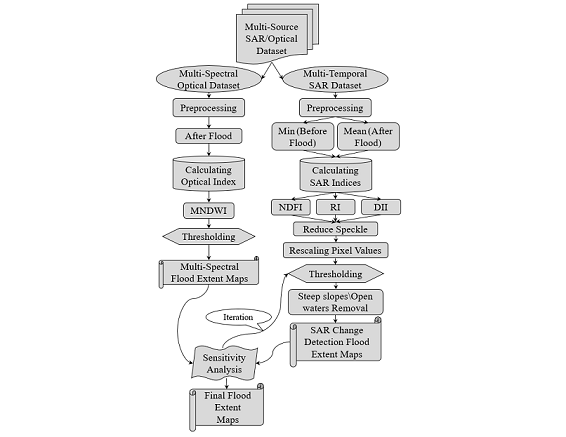 Multi-Source
SAR/Optical
Dataset
Multi-Spectral
Optical Dataset
Multi-Temporal
SAR Dataset
Preprocessing
Preprocessing
After Flood
Min (Before
Flood)
Mean (After
Flood)
Calculating
Optical Index
Calculating
SAR Indices
MNDWI
NDFI
RI
DII
Reduce Speckle
Thresholding
Rescaling Pixel Values
Multi-Spectral
Flood Extent Maps
Thresholding
Steep slopes\Open
waters Removal
Iteration
SAR Change
Detection Flood
Extent Maps
Sensitivity
Analysis
Final Flood
Extent
Maps